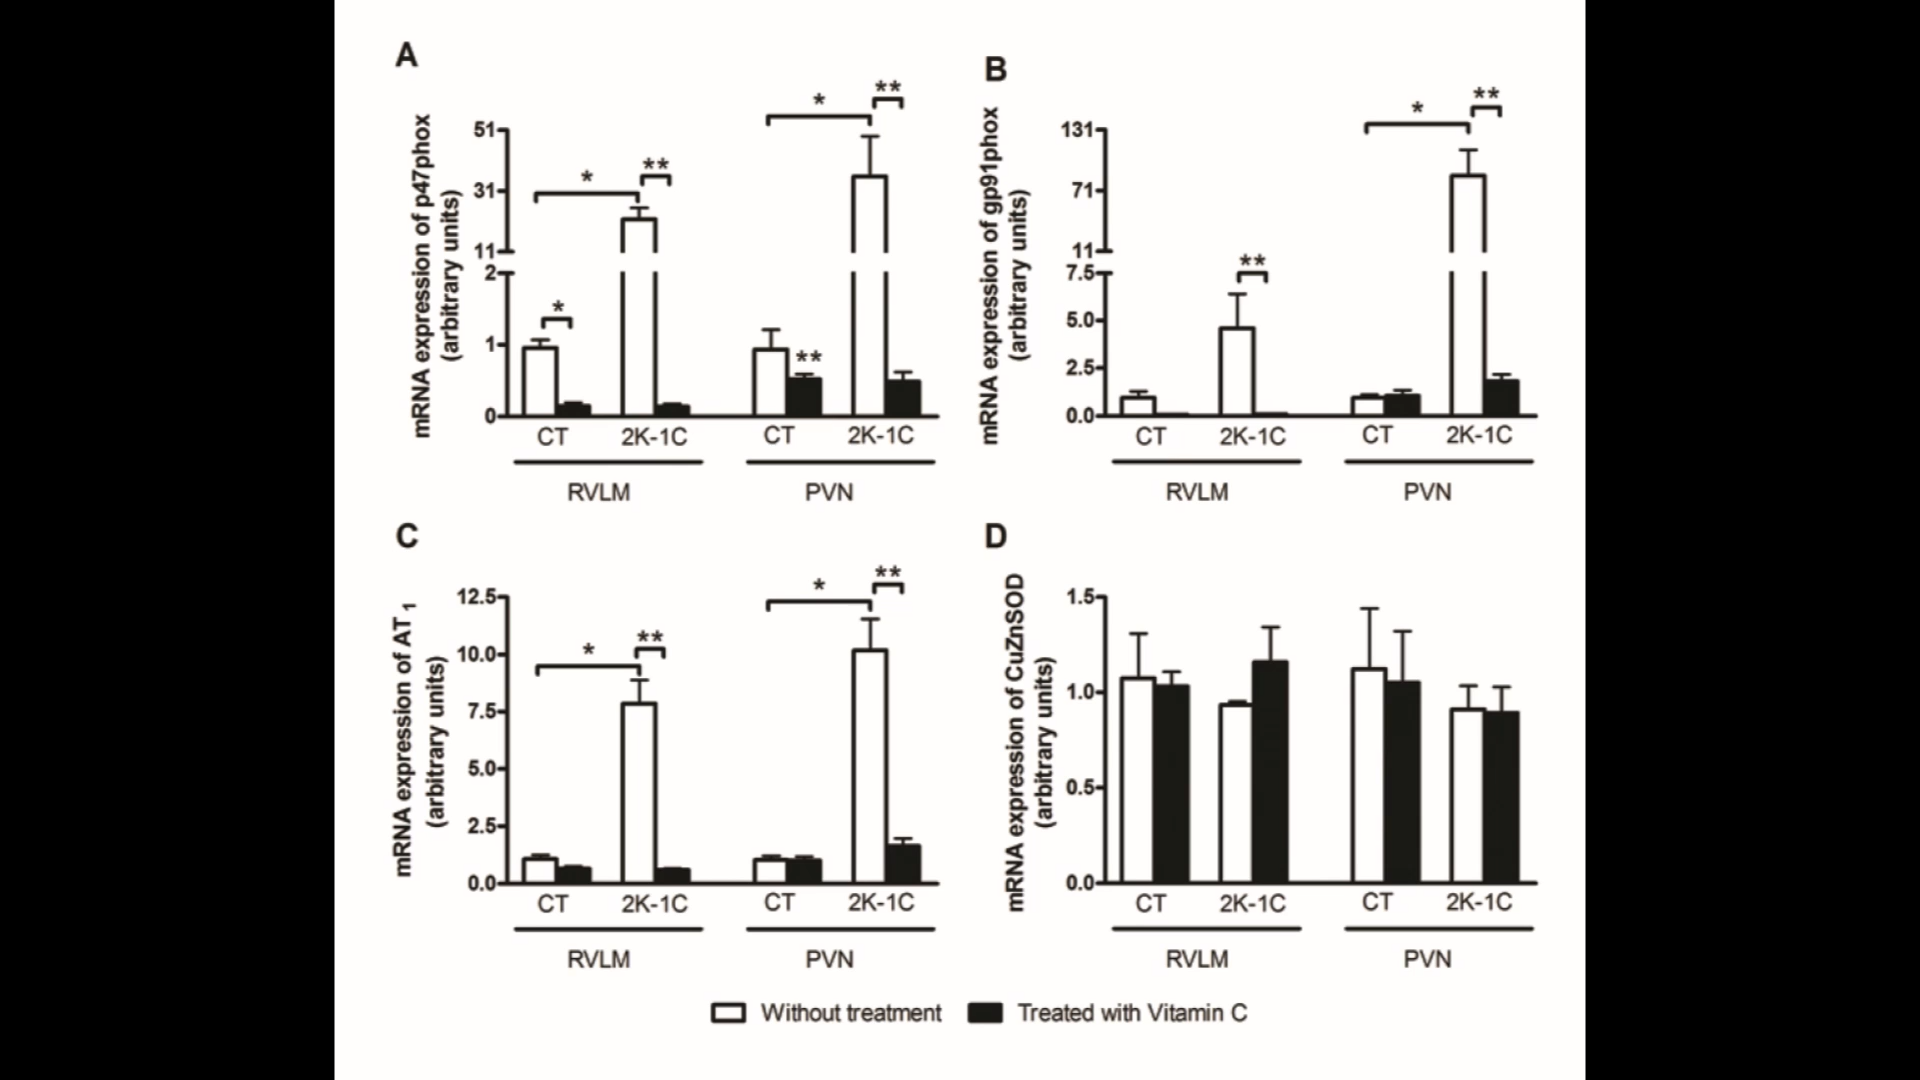 A
mRNA expression of p47phox
(arbitrary units)
51
31
11
2
1
0
*
*
**
**
*
**
CT
2K-1C
CT
2K-1C
RVLM
PVN
B
mRNA expression of gp91phox
(arbitrary units)
131
71
11
7.5
5.0
2.5
0.0
**
*
**
CT
2K-1C
CT
2K-1C
RVLM
PVN
C
mRNA expression of AT1
(arbitrary units)
12.5
10.0
7.5
5.0
2.5
0.0
*
**
*
**
CT
2K-1C
CT
2K-1C
RVLM
PVN
D
mRNA expression of CuZnSOD
(arbitrary units)
1.5
1.0
0.5
0.0
CT
2K-1C
CT
2K-1C
RVLM
PVN
Without treatment
Treated with Vitamin C